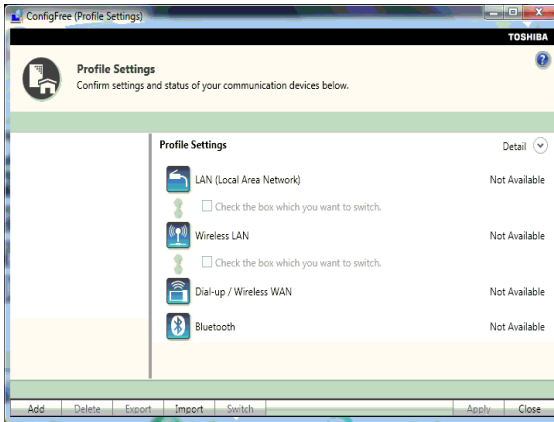 ConfigFree (Profile Settings)
TOSHIBA
Profile Settings
Confirm settings and status of your communication devices below.
?
Profile Settings
Detail
LAN (Local Area Network)
Not Available
Check the box which you want to switch.
Wireless LAN
Not Available
Check the box which you want to switch.
Dial-up / Wireless WAN
Not Available
Bluetooth
Not Available
Add Delete Export Import Switch Apply Close